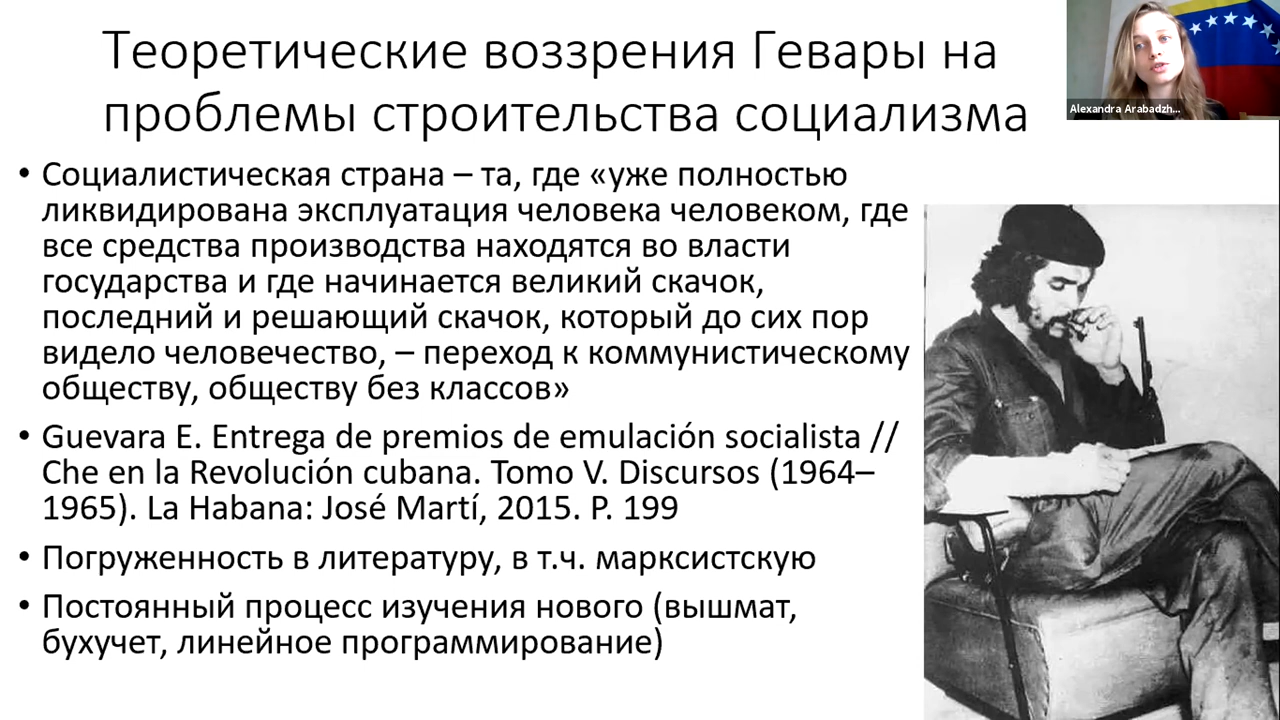 Теоретические воззрения Гевары на
проблемы строительства социализма
Alexandra Arabadzh...
• Социалистическая страна – та, где «уже полностью
ликвидирована эксплуатация человека человеком, где
все средства производства находятся во власти
государства и где начинается великий скачок,
последний и решающий скачок, который до сих пор
видело человечество, – переход к коммунистическому
обществу, обществу без классов»
• Guevara E. Entrega de premios de emulación socialista //
Che en la Revolución cubana. Tomo V. Discursos (1964–
1965). La Habana: José Martí, 2015. P. 199
• Погруженность в литературу, в т.ч. марксистскую
• Постоянный процесс изучения нового (вышмат,
бухучет, линейное программирование)